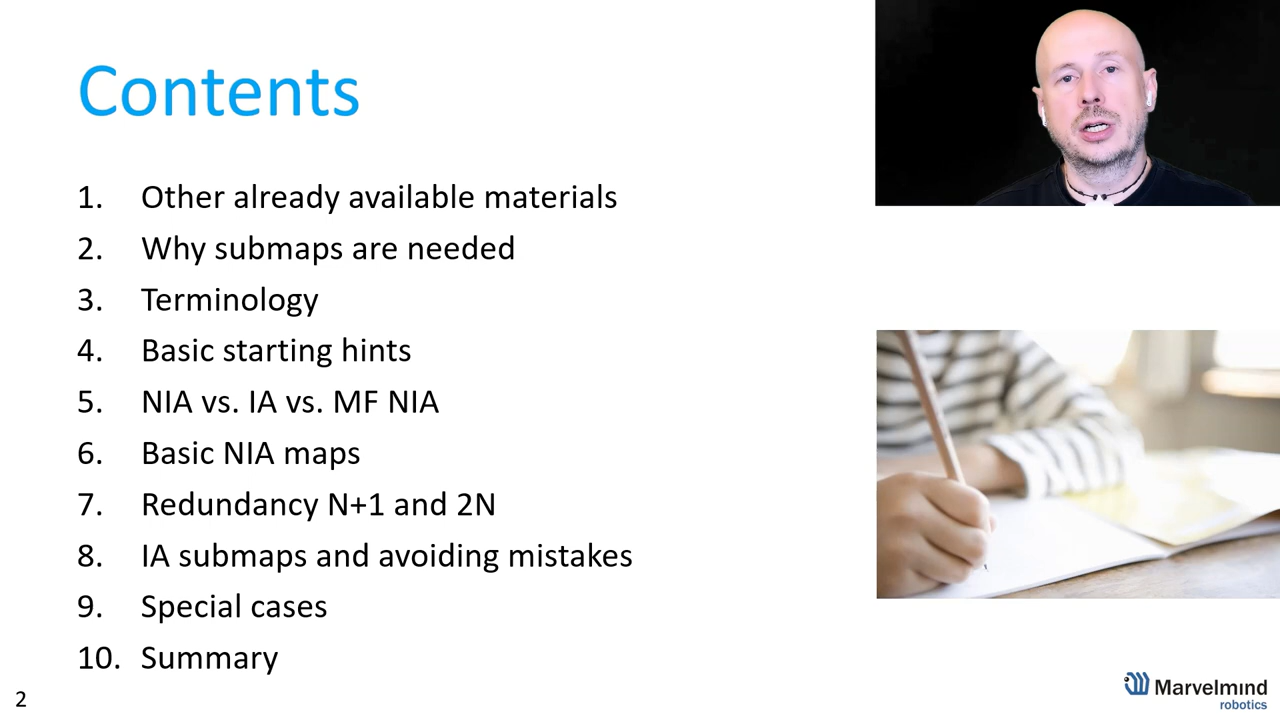 Contents
1. Other already available materials
2. Why submaps are needed
3. Terminology
4. Basic starting hints
5. NIA vs. IA vs. MF NIA
6. Basic NIA maps
7. Redundancy N+1 and 2N
8. IA submaps and avoiding mistakes
9. Special cases
10. Summary
2
Marvelmind
robotics